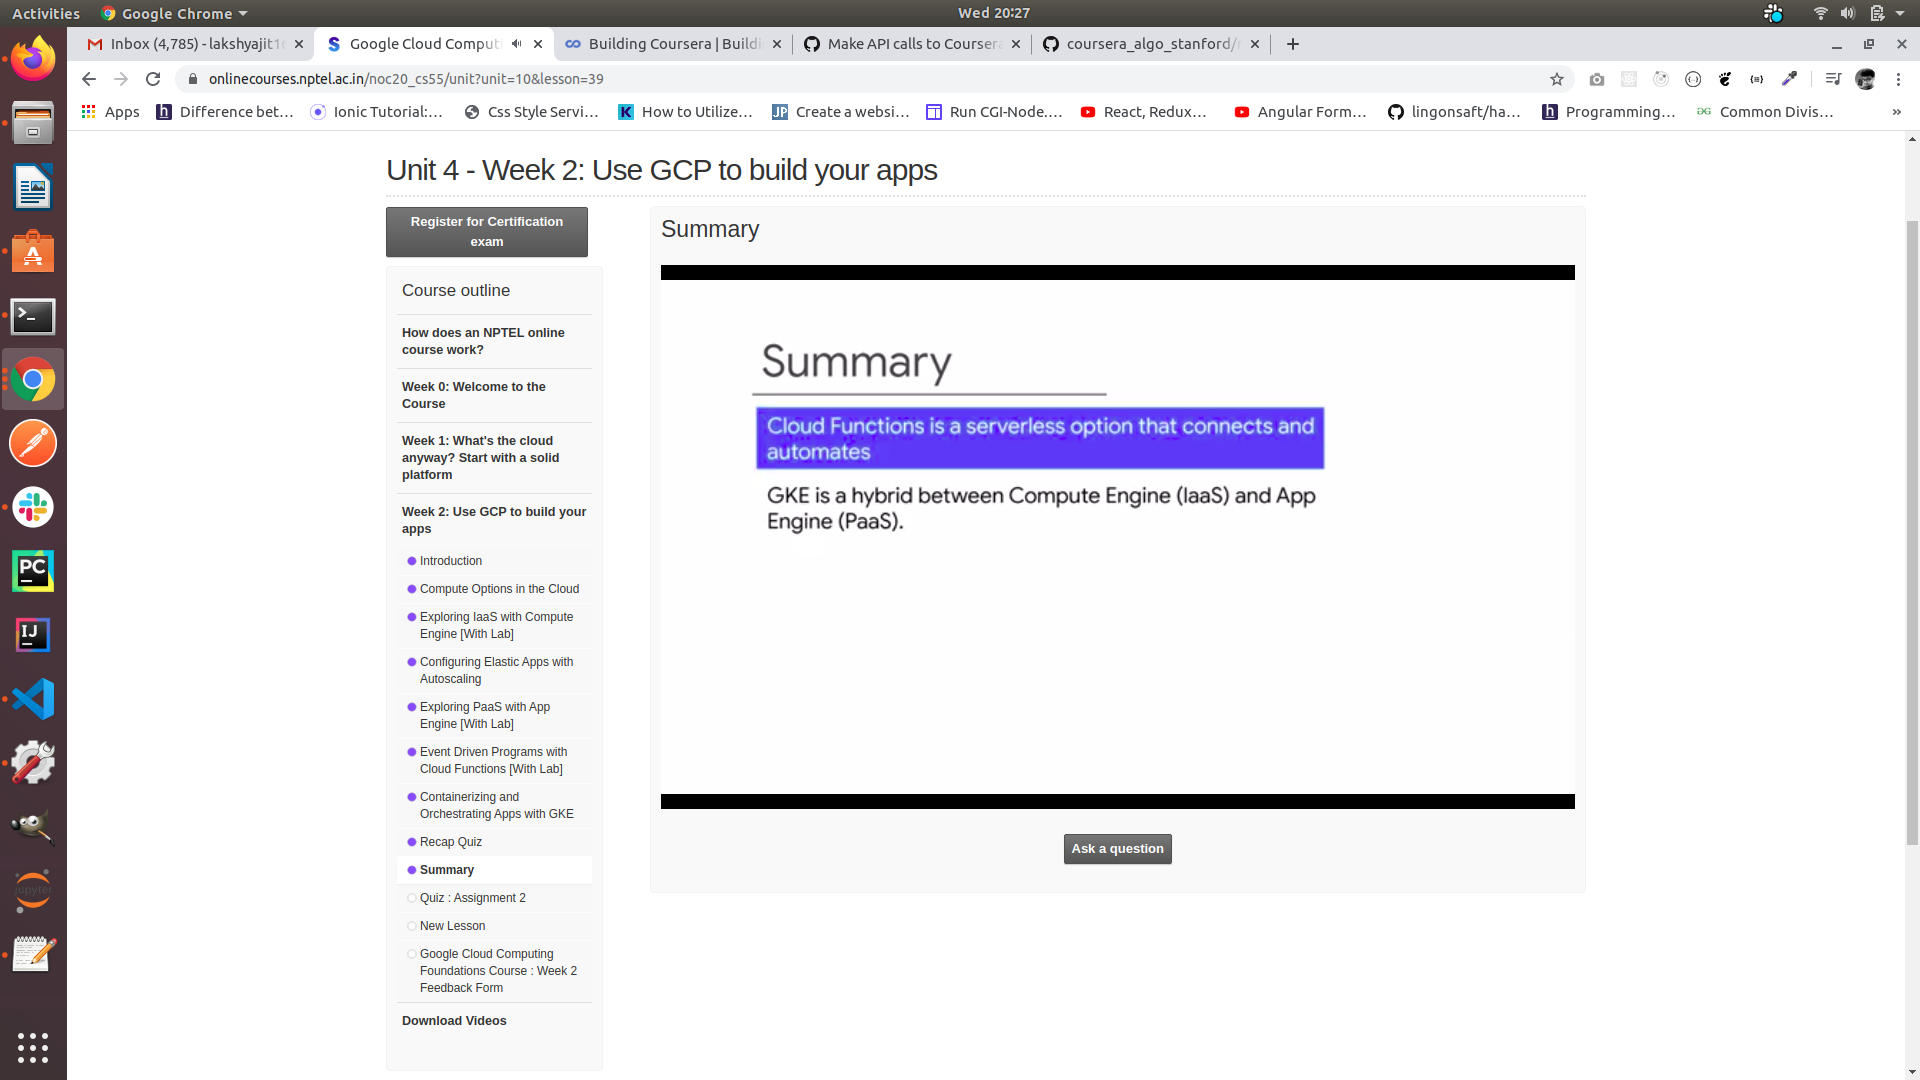 Activities
Google Chrome
Wed 20:27
Inbox (4,785) - lakshyajit1
Google Cloud Computi
Building Coursera | Buildi
Make API calls to Coursera
coursera_algo_stanford/
onlinecourses.nptel.ac.in/noc20_cs55/unit?unit=10&lesson=39
Apps
Difference bet…
Ionic Tutorial:…
Css Style Servi…
How to Utilize…
Create a websi…
Run CGI-Node.…
React, Redux…
Angular Form…
lingonsaft/ha…
Programming…
Common Divis…
»
Unit 4 - Week 2: Use GCP to build your apps
Register for Certification
exam
Course outline
How does an NPTEL online
course work?
Week 0: Welcome to the
Course
Week 1: What's the cloud
anyway? Start with a solid
platform
Week 2: Use GCP to build your
apps
Introduction
Compute Options in the Cloud
Exploring IaaS with Compute
Engine [With Lab]
Configuring Elastic Apps with
Autoscaling
Exploring PaaS with App
Engine [With Lab]
Event Driven Programs with
Cloud Functions [With Lab]
Containerizing and
Orchestrating Apps with GKE
Recap Quiz
Summary
Quiz : Assignment 2
New Lesson
Google Cloud Computing
Foundations Course : Week 2
Feedback Form
Download Videos
Summary
Summary
Cloud Functions is a serverless option that connects and
automates
GKE is a hybrid between Compute Engine (IaaS) and App
Engine (PaaS).
Ask a question
PC
IJ
jupyter